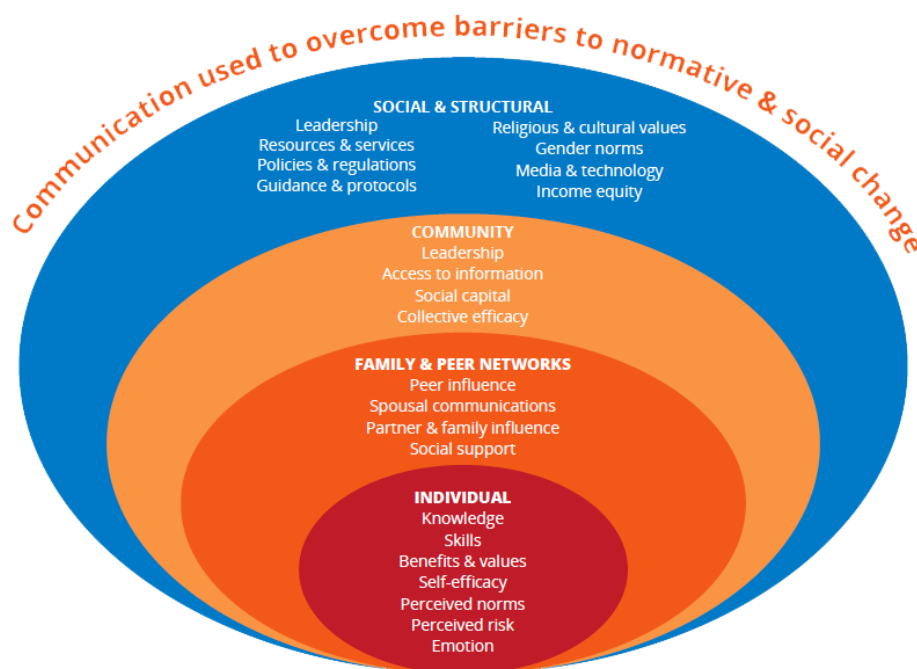 Communication used to overcome barriers to normative & social change
SOCIAL & STRUCTURAL
Leadership
Resources & services
Policies & regulations
Guidance & protocols
Religious & cultural values
Gender norms
Media & technology
Income equity
COMMUNITY
Leadership
Access to information
Social capital
Collective efficacy
FAMILY & PEER NETWORKS
Peer influence
Spousal communications
Partner & family influence
Social support
INDIVIDUAL
Knowledge
Skills
Benefits & values
Self-efficacy
Perceived norms
Perceived risk
Emotion